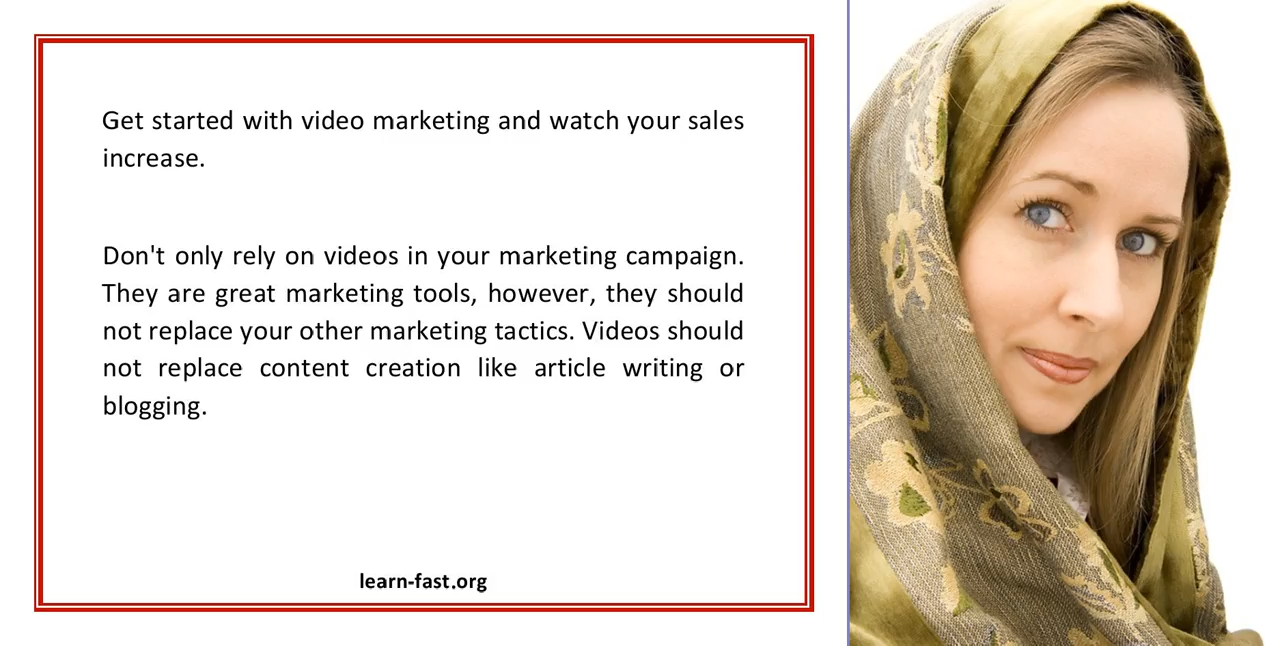 Get started with video marketing and watch your sales
increase.
Don't only rely on videos in your marketing campaign.
They are great marketing tools, however, they should
not replace your other marketing tactics. Videos should
not replace content creation like article writing or
blogging.
learn-fast.org